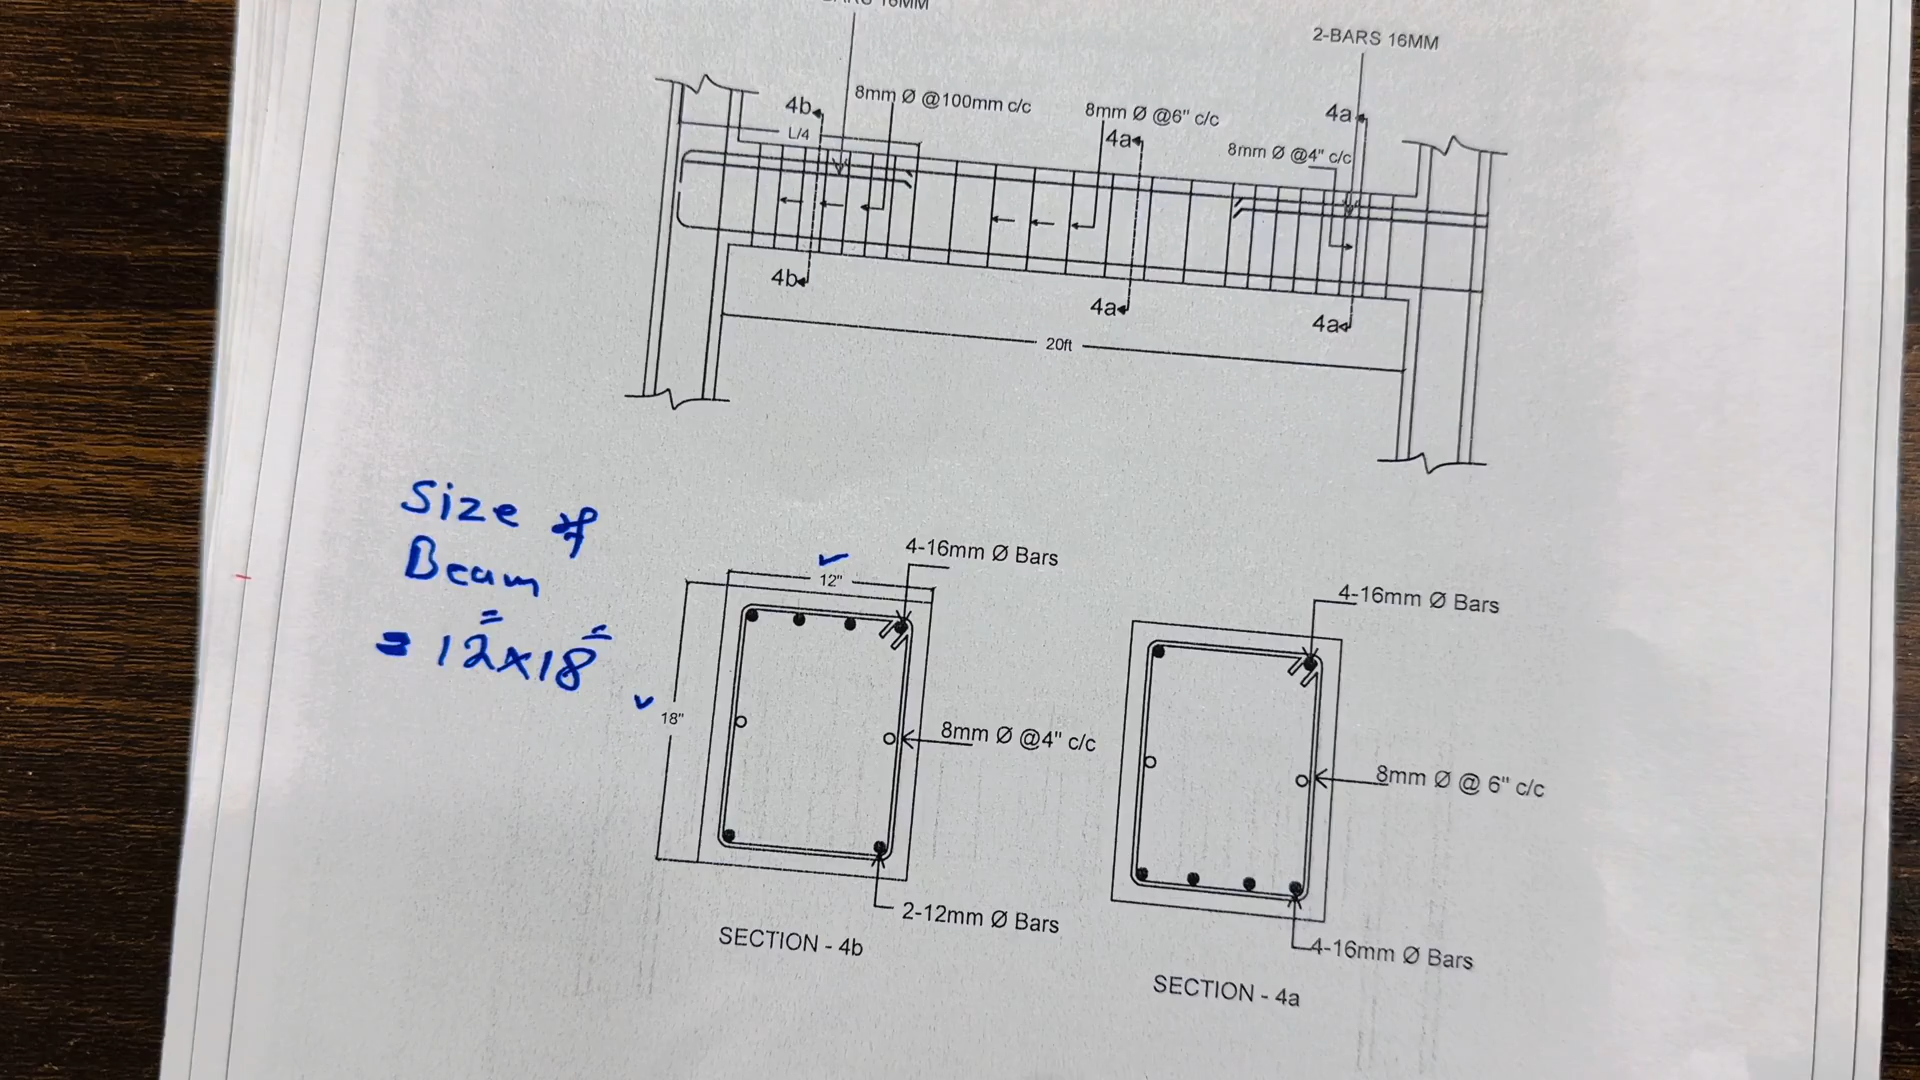 16MM
2-BARS 16MM
4b
8mm Ø @100mm c/c
8mm Ø @6" c/c
4a
4a
L/4
8mm Ø @4" c/c
4b
4a
4a
20ft
Size of
Beam
= 12"x18"
12"
4-16mm Ø Bars
4-16mm Ø Bars
18"
8mm Ø @4" c/c
8mm Ø @ 6" c/c
2-12mm Ø Bars
SECTION - 4b
4-16mm Ø Bars
SECTION - 4a